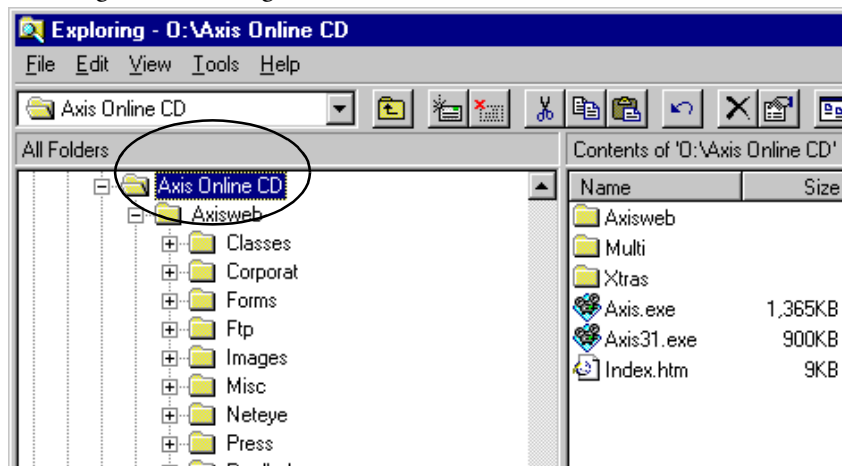 Exploring - O:\Axis Online CD
File Edit View Tools Help
Axis Online CD
All Folders
Contents of 'O:\Axis Online CD'
Axis Online CD
Axisweb
Classes
Corporat
Forms
Ftp
Images
Misc
Neteye
Press
Name Size
Axisweb
Multi
Xtras
Axis.exe 1,365KB
Axis31.exe 900KB
Index.htm 9KB